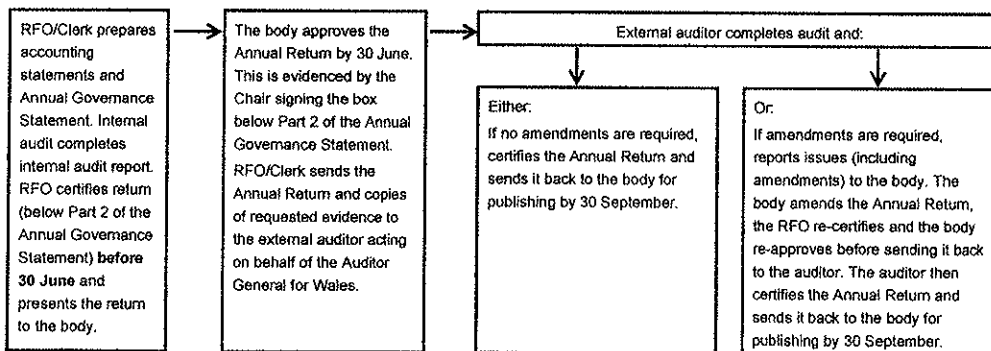 RFO/Clerk prepares
accounting
statements and
Annual Governance
Statement. Internal
audit completes
internal audit report.
RFO certifies return
(below Part 2 of the
Annual Governance
Statement) before
30 June and
presents the return
to the body.
The body approves the
Annual Return by 30 June.
This is evidenced by the
Chair signing the box
below Part 2 of the Annual
Governance Statement.
RFO/Clerk sends the
Annual Return and copies
of requested evidence to
the external auditor acting
on behalf of the Auditor
General for Wales.
External auditor completes audit and:
Either:
If no amendments are required,
certifies the Annual Return and
sends it back to the body for
publishing by 30 September.
Or:
If amendments are required,
reports issues (including
amendments) to the body. The
body amends the Annual Return,
the RFO re-certifies and the body
re-approves before sending it back
to the auditor. The auditor then
certifies the Annual Return and
sends it back to the body for
publishing by 30 September.